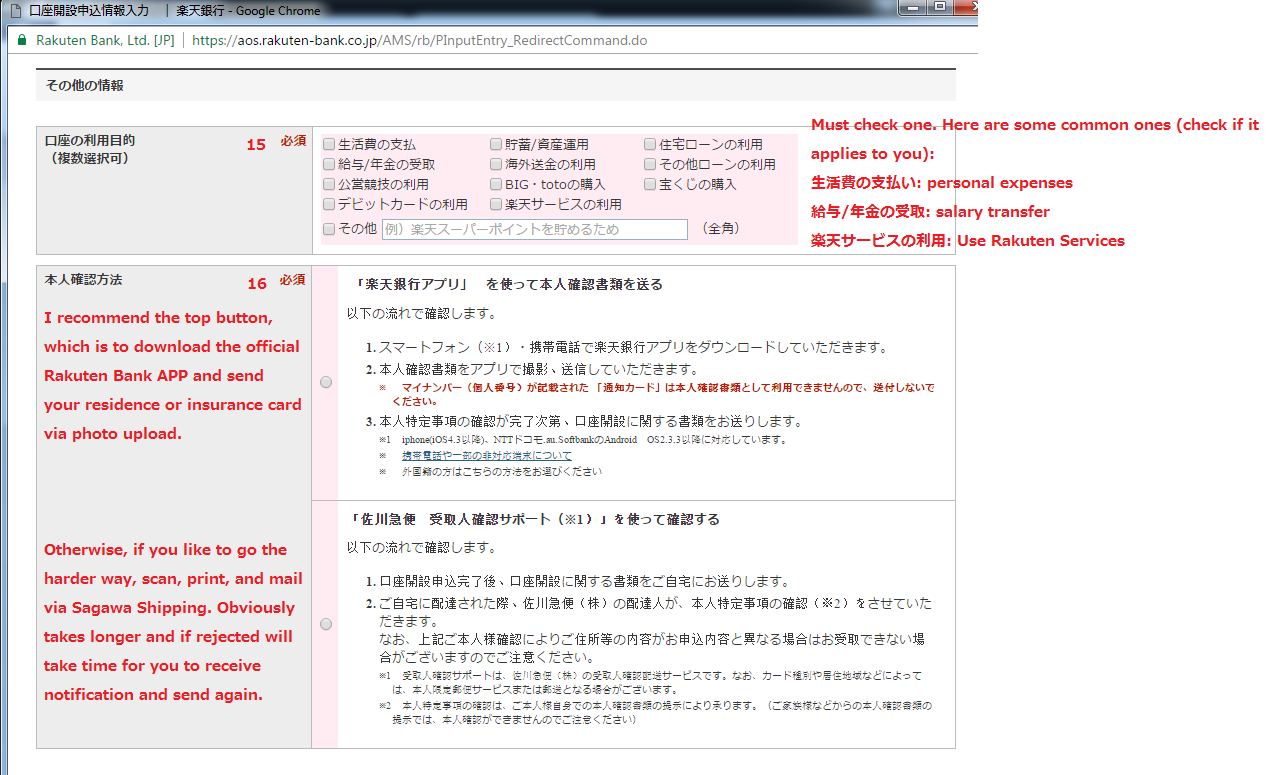 口座開設申込情報入力 | 楽天銀行 - Google Chrome
Rakuten Bank, Ltd. [JP] | https://aos.rakuten-bank.co.jp/AMS/rb/PInputEntry_RedirectCommand.do
その他の情報
口座の利用目的
（複数選択可）
15 必須
生活費の支払 貯蓄/資産運用 住宅ローンの利用
給与/年金の受取 海外送金の利用 その他ローンの利用
公営競技の利用 BIG・totoの購入 宝くじの購入
デビットカードの利用 楽天サービスの利用
その他 例）楽天スーパーポイントを貯めるため （全角）
Must check one. Here are some common ones (check if it
applies to you):
生活費の支払い: personal expenses
給与/年金の受取: salary transfer
楽天サービスの利用: Use Rakuten Services
本人確認方法
16 必須
I recommend the top button,
which is to download the official
Rakuten Bank APP and send
your residence or insurance card
via photo upload.
「楽天銀行アプリ」　を使って本人確認書類を送る
以下の流れで確認します。
1. スマートフォン（※1）・携帯電話で楽天銀行アプリをダウンロードしていただきます。
2. 本人確認書類をアプリで撮影、送信していただきます。
※　マイナンバー（個人番号）が記載された「通知カード」は本人確認書類として利用できませんので、送付しないで
ください。
3. 本人特定事項の確認が完了次第、口座開設に関する書類をお送りします。
※1　iphone(iOS4.3以降)、NTTドコモ.au.SoftbankのAndroid　OS2.3.3以降に対応しています。
※　携帯電話や一部の非対応端末について
※　外国籍の方はこちらの方法をお選びください
Otherwise, if you like to go the
harder way, scan, print, and mail
via Sagawa Shipping. Obviously
takes longer and if rejected will
take time for you to receive
notification and send again.
「佐川急便　受取人確認サポート（※1）」を使って確認する
以下の流れで確認します。
1. 口座開設申込完了後、口座開設に関する書類をご自宅にお送りします。
2. ご自宅に配達された際、佐川急便（株）の配達人が、本人特定事項の確認（※2）をさせていた
だきます。
なお、上記ご本人様確認によりご住所等の内容がお申込内容と異なる場合はお受取できない場
合がございますのでご注意ください。
※1　受取人確認サポートは、佐川急便（株）の受取人確認配送サービスです。なお、カード種別や居住地域などによって
は、本人限定郵便サービスまたは郵送となる場合がございます。
※2　本人特定事項の確認は、ご本人様自身での本人確認書類の提示により承ります。（ご家族様などからの本人確認書類の
提示では、本人確認ができませんのでご注意ください）